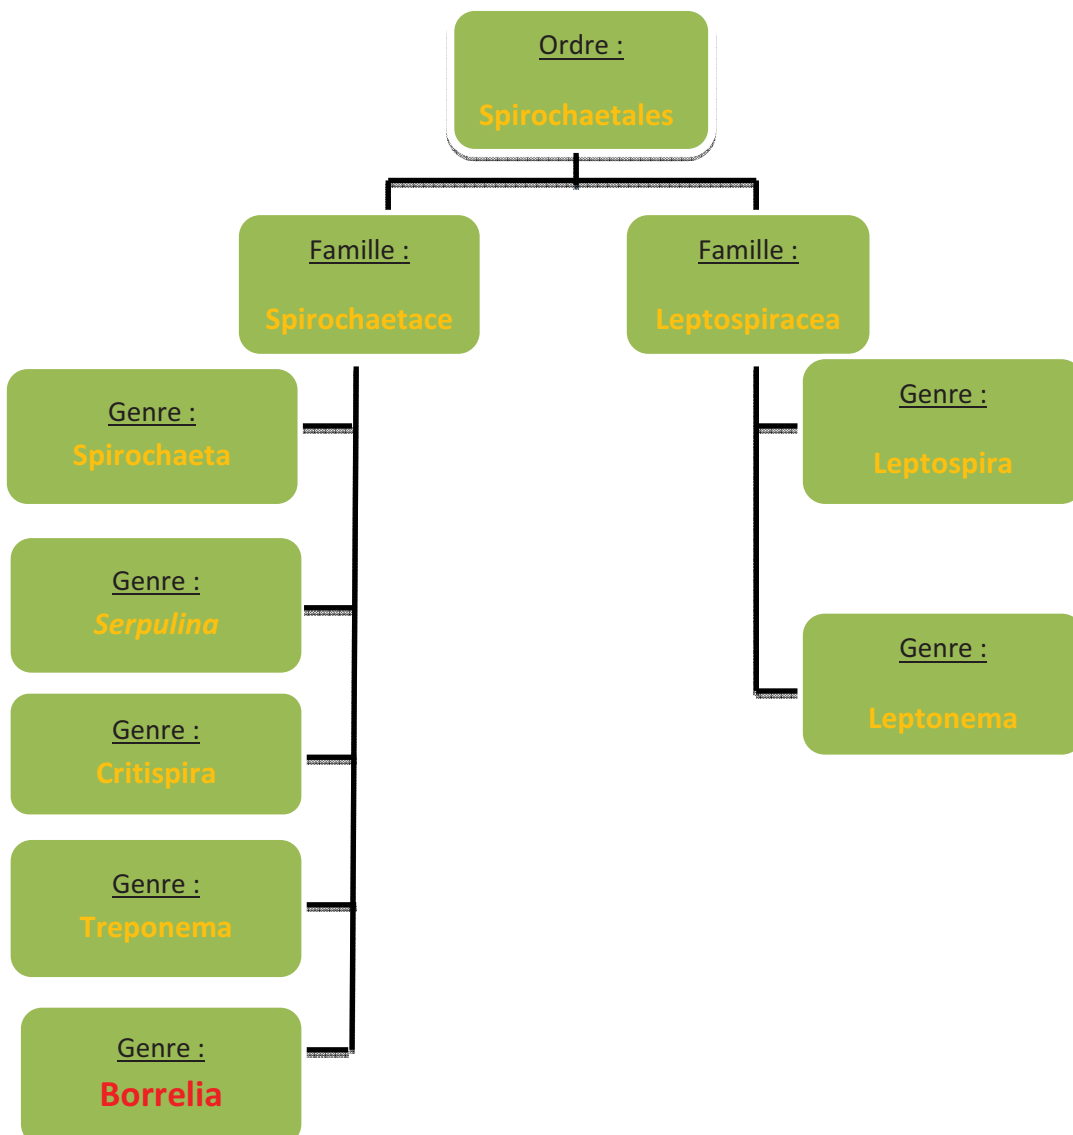 Ordre :
Spirochaetales
Famille :
Spirochaetace
Famille :
Leptospiracea
Genre :
Spirochaeta
Genre :
Serpulina
Genre :
Critispira
Genre :
Treponema
Genre :
Borrelia
Genre :
Leptospira
Genre :
Leptonema